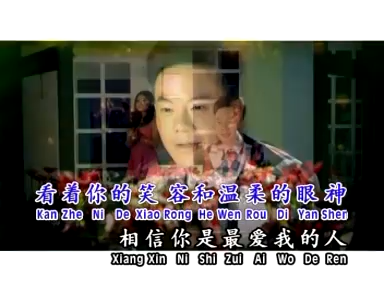 看着你的笑容和温柔的眼神
Kan Zhe Ni De Xiao Rong He Wen Rou Di Yan Shen
相信你是最爱我的人
Xiang Xin Ni Shi Zui Ai Wo De Ren